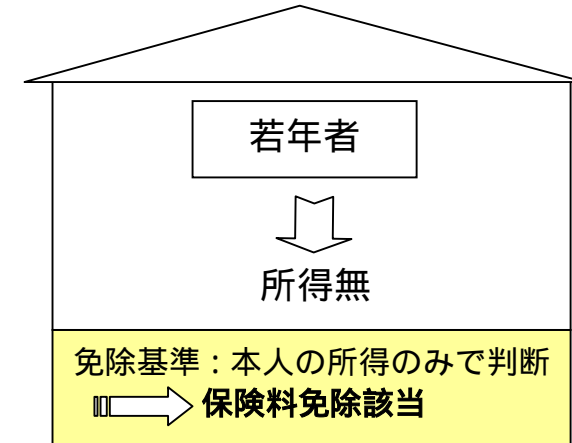 若年者
所得無
免除基準：本人の所得のみで判断
保険料免除該当